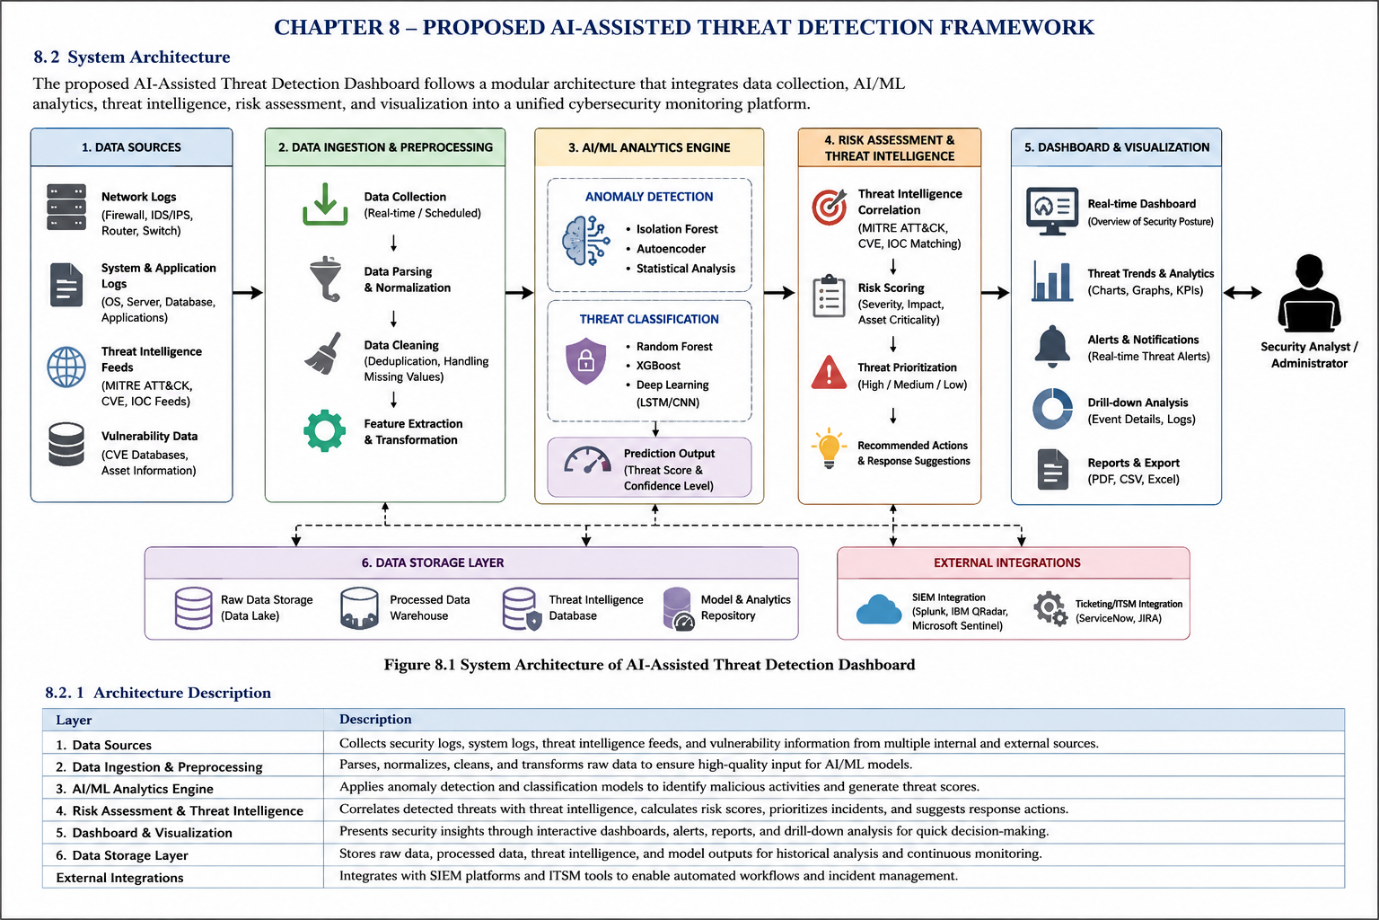 CHAPTER 8 – PROPOSED AI-ASSISTED THREAT DETECTION FRAMEWORK
8.2 System Architecture
The proposed AI-Assisted Threat Detection Dashboard follows a modular architecture that integrates data collection, AI/ML
analytics, threat intelligence, risk assessment, and visualization into a unified cybersecurity monitoring platform.
1. DATA SOURCES
Network Logs
(Firewall, IDS/IPS,
Router, Switch)
System & Application
Logs
(OS, Server, Database,
Applications)
Threat Intelligence
Feeds
(MITRE ATT&CK,
CVE, IOC Feeds)
Vulnerability Data
(CVE Databases,
Asset Information)
2. DATA INGESTION & PREPROCESSING
Data Collection
(Real-time / Scheduled)
Data Parsing
& Normalization
Data Cleaning
(Deduplication, Handling
Missing Values)
Feature Extraction
& Transformation
3. AI/ML ANALYTICS ENGINE
ANOMALY DETECTION
• Isolation Forest
• Autoencoder
• Statistical Analysis
THREAT CLASSIFICATION
• Random Forest
• XGBoost
• Deep Learning
(LSTM/CNN)
Prediction Output
(Threat Score &
Confidence Level)
4. RISK ASSESSMENT &
THREAT INTELLIGENCE
Threat Intelligence
Correlation
(MITRE ATT&CK,
CVE, IOC Matching)
Risk Scoring
(Severity, Impact,
Asset Criticality)
Threat Prioritization
(High / Medium / Low)
Recommended Actions
& Response Suggestions
5. DASHBOARD & VISUALIZATION
Real-time Dashboard
(Overview of Security Posture)
Threat Trends & Analytics
(Charts, Graphs, KPIs)
Alerts & Notifications
(Real-time Threat Alerts)
Drill-down Analysis
(Event Details, Logs)
Reports & Export
(PDF, CSV, Excel)
Security Analyst /
Administrator
6. DATA STORAGE LAYER
Raw Data Storage
(Data Lake)
Processed Data
Warehouse
Threat Intelligence
Database
Model & Analytics
Repository
EXTERNAL INTEGRATIONS
SIEM Integration
(Splunk, IBM QRadar,
Microsoft Sentinel)
Ticketing/ITSM Integration
(ServiceNow, JIRA)
Figure 8.1 System Architecture of AI-Assisted Threat Detection Dashboard
8.2. 1 Architecture Description
Layer Description
1. Data Sources Collects security logs, system logs, threat intelligence feeds, and vulnerability information from multiple internal and external sources.
2. Data Ingestion & Preprocessing Parses, normalizes, cleans, and transforms raw data to ensure high-quality input for AI/ML models.
3. AI/ML Analytics Engine Applies anomaly detection and classification models to identify malicious activities and generate threat scores.
4. Risk Assessment & Threat Intelligence Correlates detected threats with threat intelligence, calculates risk scores, prioritizes incidents, and suggests response actions.
5. Dashboard & Visualization Presents security insights through interactive dashboards, alerts, reports, and drill-down analysis for quick decision-making.
6. Data Storage Layer Stores raw data, processed data, threat intelligence, and model outputs for historical analysis and continuous monitoring.
External Integrations Integrates with SIEM platforms and ITSM tools to enable automated workflows and incident management.